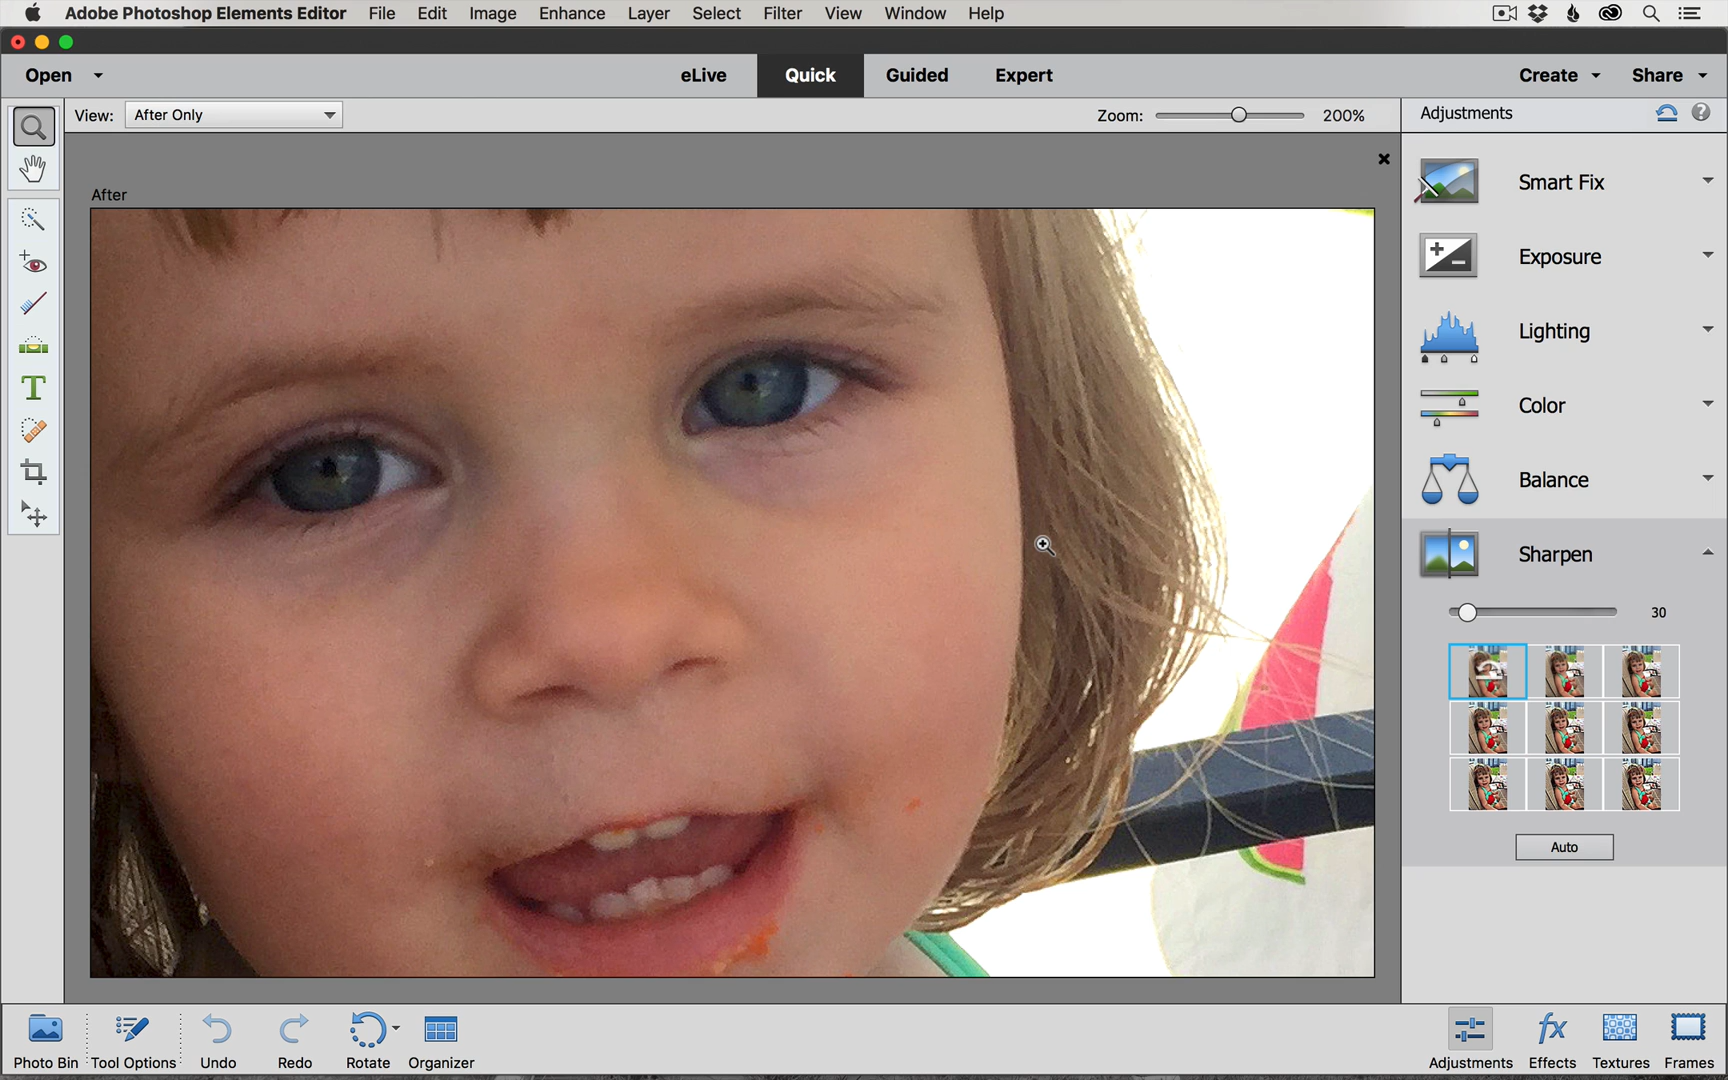 Adobe Photoshop Elements Editor File Edit Image Enhance Layer Select Filter View Window Help
Open eLive Quick Guided Expert Create Share
View: After Only Zoom: 200% Adjustments ?
After
Smart Fix
Exposure
Lighting
Color
Balance
Sharpen
30
Auto
T
fx
Photo Bin Tool Options Undo Redo Rotate Organizer Adjustments Effects Textures Frames